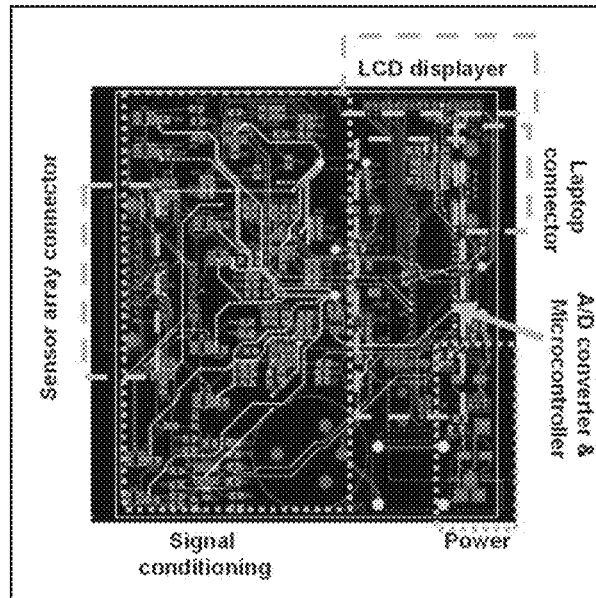 LCD displayer
Sensor array connector
Laptop
connector
A/D converter &
Microcontroller
Signal
conditioning
Power